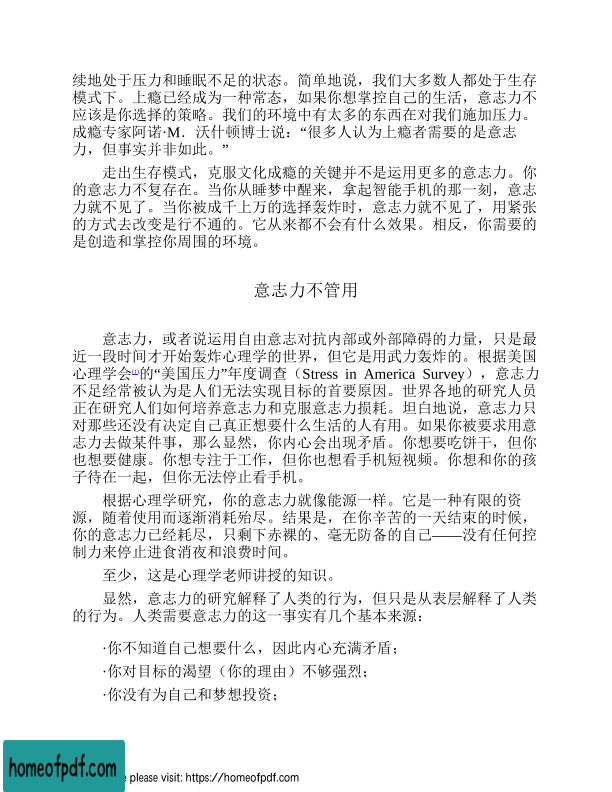 续地处于压力和睡眠不足的状态。简单地说，我们大多数人都处于生存
模式下。上瘾已经成为一种常态，如果你想掌控自己的生活，意志力不
应该是你选择的策略。我们的环境中有太多的东西在对我们施加压力。
成瘾专家阿诺·M．沃什顿博士说：“很多人认为上瘾者需要的是意志
力，但事实并非如此。”
走出生存模式，克服文化成瘾的关键并不是运用更多的意志力。你
的意志力不复存在。当你从睡梦中醒来，拿起智能手机的那一刻，意志
力就不见了。当你被成千上万的选择轰炸时，意志力就不见了，用紧张
的方式去改变是行不通的。它从来都不会有什么效果。相反，你需要的
是创造和掌控你周围的环境。
意志力不管用
意志力，或者说运用自由意志对抗内部或外部障碍的力量，只是最
近一段时间才开始轰炸心理学的世界，但它是用武力轰炸的。根据美国
心理学会[1]的“美国压力”年度调查（Stress in America Survey），意志力
不足经常被认为是人们无法实现目标的首要原因。世界各地的研究人员
正在研究人们如何培养意志力和克服意志力损耗。坦白地说，意志力只
对那些还没有决定自己真正想要什么生活的人有用。如果你被要求用意
志力去做某件事，那么显然，你内心会出现矛盾。你想要吃饼干，但你
也想要健康。你想专注于工作，但你也想看手机短视频。你想和你的孩
子待在一起，但你无法停止看手机。
根据心理学研究，你的意志力就像能源一样。它是一种有限的资
源，随着使用而逐渐消耗殆尽。结果是，在你辛苦的一天结束的时候，
你的意志力已经耗尽，只剩下赤裸的、毫无防备的自己——没有任何控
制力来停止进食消夜和浪费时间。
至少，这是心理学老师讲授的知识。
显然，意志力的研究解释了人类的行为，但只是从表层解释了人类
的行为。人类需要意志力的这一事实有几个基本来源：
·你不知道自己想要什么，因此内心充满矛盾；
·你对目标的渴望（你的理由）不够强烈；
·你没有为自己和梦想投资；
homeofpdf.com
e please visit: https://homeofpdf.com